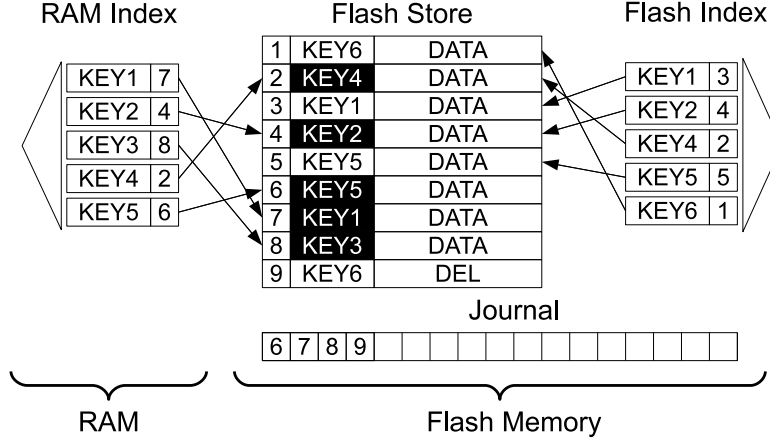 RAM Index Flash Store Flash Index
1 KEY6 DATA
KEY1 7 2 KEY4 DATA KEY1 3
KEY2 4 3 KEY1 DATA KEY2 4
KEY3 8 4 KEY2 DATA KEY4 2
KEY4 2 5 KEY5 DATA KEY5 5
KEY5 6 6 KEY5 DATA KEY6 1
7 KEY1 DATA
8 KEY3 DATA
9 KEY6 DEL
Journal
6 7 8 9
RAM Flash Memory